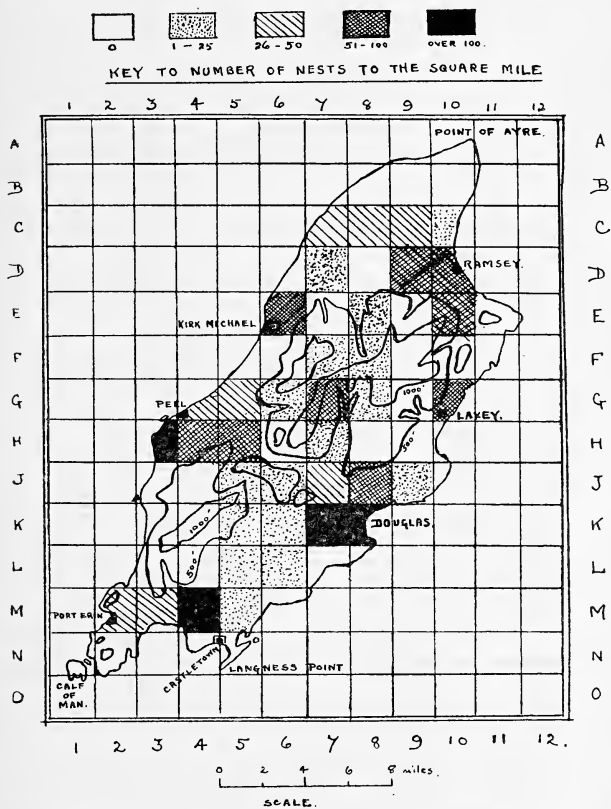 0 1-25 26-50 51-100 OVER 100.
KEY TO NUMBER OF NESTS TO THE SQUARE MILE
1 2 3 4 5 6 7 8 9 10 11 12
A POINT OF AYRE. A
B B
C C
D RAMSEY. D
E KIRK MICHAEL E
F F
G PEEL 1000- LAXEY. G
H 500- H
J J
K 1000- DOUGLAS. K
L 500- L
M PORT ERIN M
N CASTLETOWN LANGNESS POINT N
O CALF OF MAN. O
1 2 3 4 5 6 7 8 9 10 11 12.
0 2 4 6 8 miles.
SCALE.